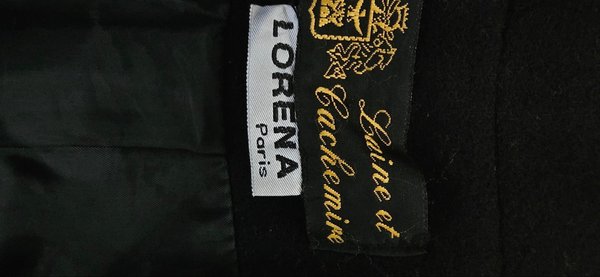 LORENA
Paris
Laine et
Cachemire